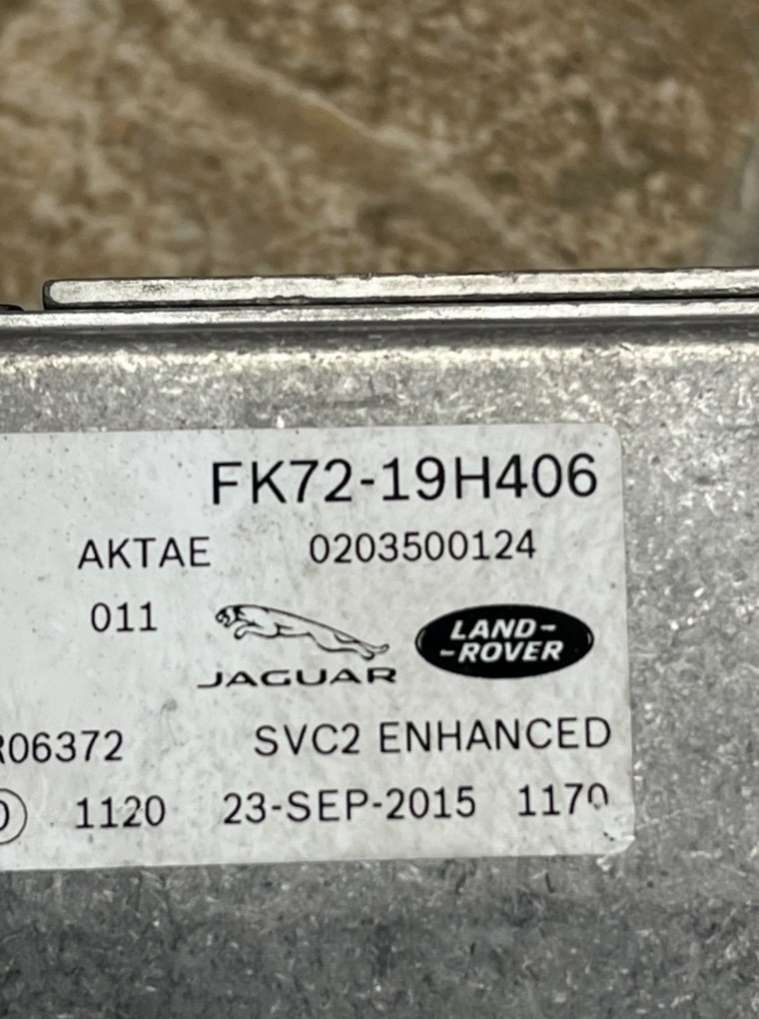 FK72-19H406
AKTAE 0203500124
011 JAGUAR LAND-
-ROVER
R06372 SVC2 ENHANCED
1120 23-SEP-2015 1170